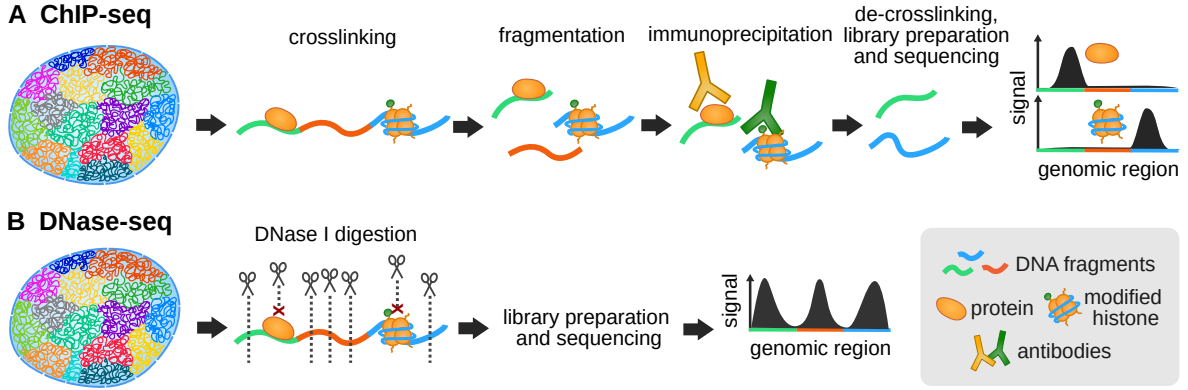 A ChIP-seq
crosslinking
fragmentation
immunoprecipitation
de-crosslinking,
library preparation
and sequencing
signal
genomic region
B DNase-seq
DNase I digestion
library preparation
and sequencing
signal
genomic region
DNA fragments
protein
modified
histone
antibodies